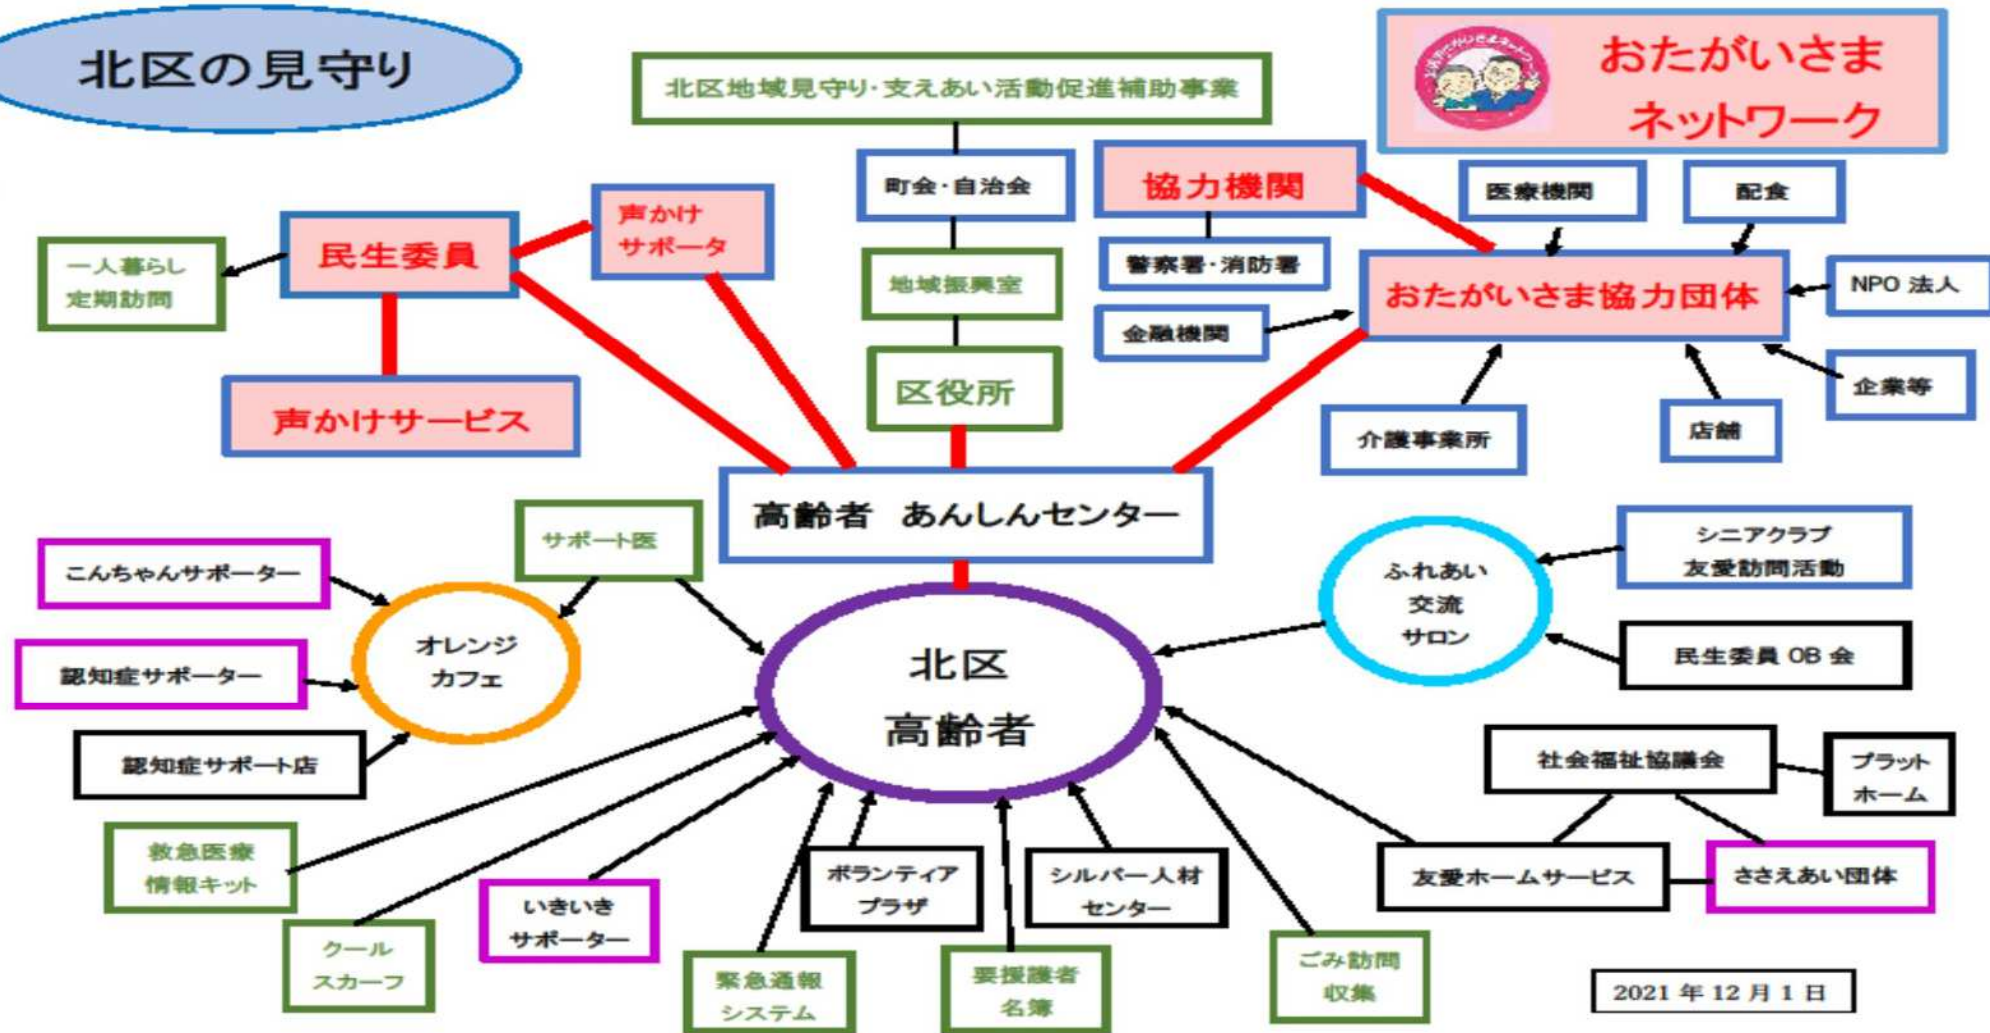 北区の見守り
北区地域見守り・支えあい活動促進補助事業
おたがいさま
ネットワーク
町会・自治会
協力機関
医療機関
配食
声かけ
サポータ
民生委員
一人暮らし
定期訪問
地域振興室
警察署・消防署
おたがいさま協力団体
NPO 法人
金融機関
区役所
企業等
声かけサービス
介護事業所
店舗
高齢者 あんしんセンター
サポート医
シニアクラブ
友愛訪問活動
こんちゃんサポーター
ふれあい
交流
サロン
オレンジ
カフェ
認知症サポーター
民生委員 OB 会
北区
高齢者
認知症サポート店
社会福祉協議会
プラット
ホーム
救急医療
情報キット
ボランティア
プラザ
シルバー人材
センター
友愛ホームサービス
ささえあい団体
いきいき
サポーター
クール
スカーフ
緊急通報
システム
要援護者
名簿
ごみ訪問
収集
2021 年 12 月 1 日